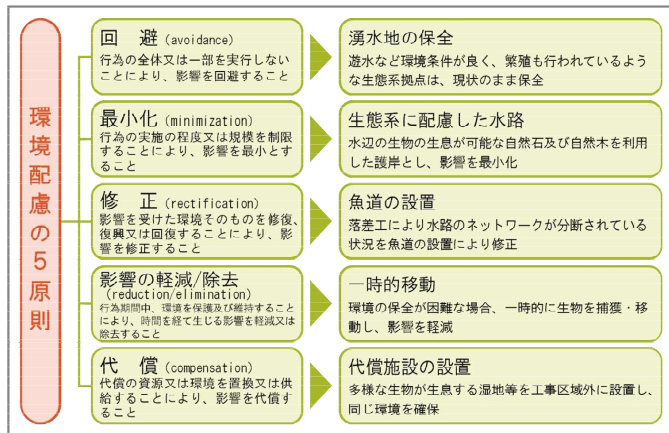 環境配慮の5原則
回 避 (avoidance)
行為の全体又は一部を実行しない
ことにより、影響を回避すること
湧水地の保全
遊水など環境条件が良く、繁殖も行われているよう
な生態系拠点は、現状のまま保全
最小化 (minimization)
行為の実施の程度又は規模を制限
することにより、影響を最小とす
ること
生態系に配慮した水路
水辺の生物の生息が可能な自然石及び自然木を利用
した護岸とし、影響を最小化
修 正 (rectification)
影響を受けた環境そのものを修復、
復興又は回復することにより、影
響を修正すること
魚道の設置
落差工により水路のネットワークが分断されている
状況を魚道の設置により修正
影響の軽減/除去
(reduction/elimination)
行為期間中、環境を保護及び維持すること
により、時間を経て生じる影響を軽減又は
除去すること
一時的移動
環境の保全が困難な場合、一時的に生物を捕獲・移
動し、影響を軽減
代 償 (compensation)
代償の資源又は環境を置換又は供
給することにより、影響を代償す
ること
代償施設の設置
多様な生物が生息する湿地等を工事区域外に設置し、
同じ環境を確保